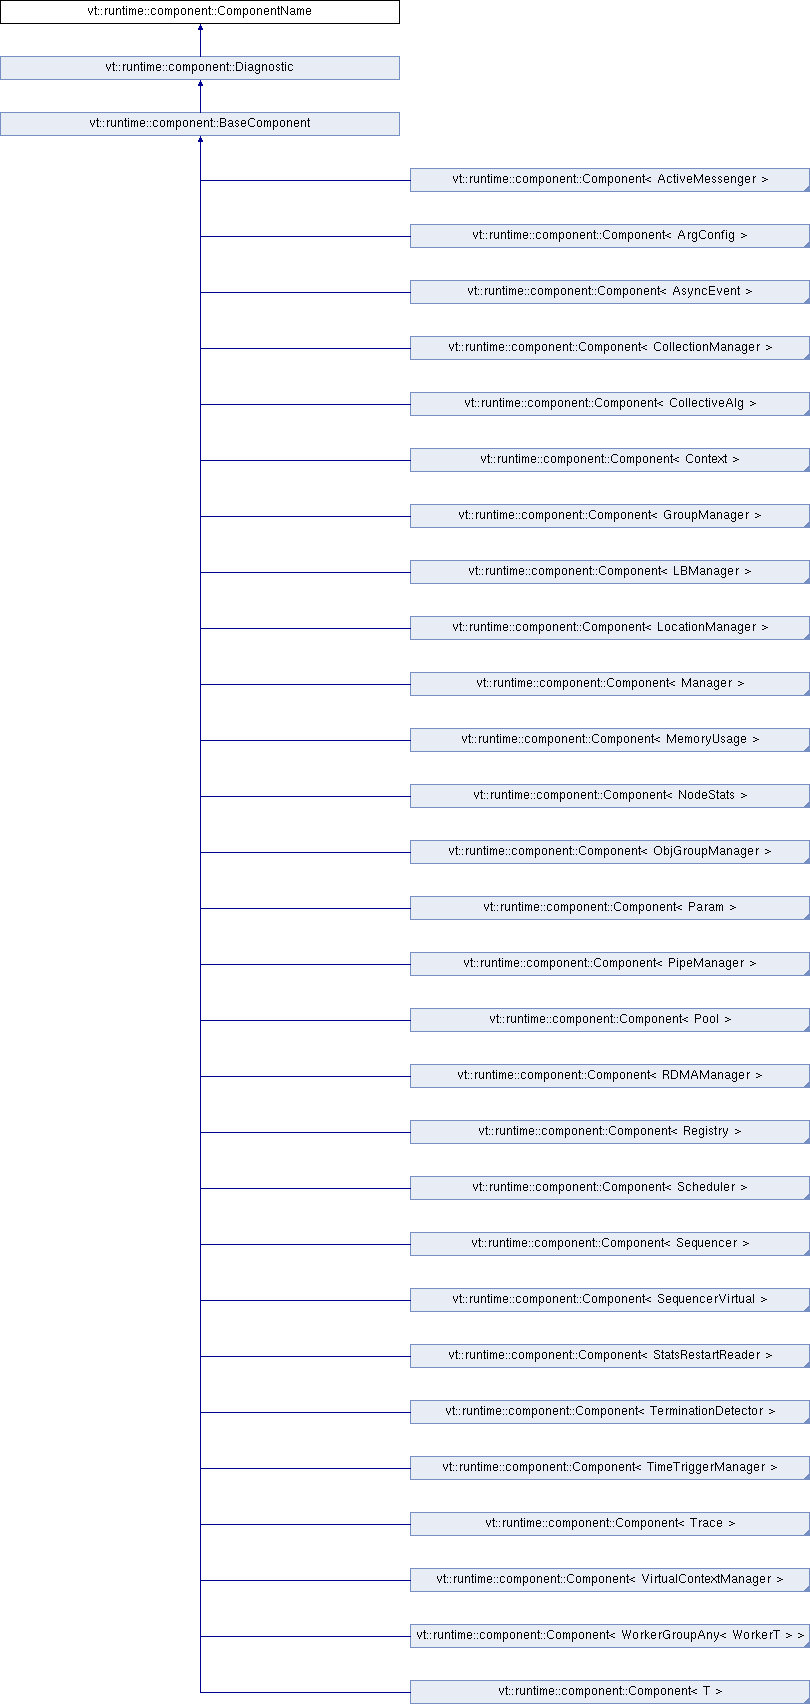 vt::runtime::component::ComponentName
vt::runtime::component::Diagnostic
vt::runtime::component::BaseComponent
vt::runtime::component::Component< ActiveMessenger >
vt::runtime::component::Component< ArgConfig >
vt::runtime::component::Component< AsyncEvent >
vt::runtime::component::Component< CollectionManager >
vt::runtime::component::Component< CollectiveAlg >
vt::runtime::component::Component< Context >
vt::runtime::component::Component< GroupManager >
vt::runtime::component::Component< LBManager >
vt::runtime::component::Component< LocationManager >
vt::runtime::component::Component< Manager >
vt::runtime::component::Component< MemoryUsage >
vt::runtime::component::Component< NodeStats >
vt::runtime::component::Component< ObjGroupManager >
vt::runtime::component::Component< Param >
vt::runtime::component::Component< PipeManager >
vt::runtime::component::Component< Pool >
vt::runtime::component::Component< RDMAManager >
vt::runtime::component::Component< Registry >
vt::runtime::component::Component< Scheduler >
vt::runtime::component::Component< Sequencer >
vt::runtime::component::Component< SequencerVirtual >
vt::runtime::component::Component< StatsRestartReader >
vt::runtime::component::Component< TerminationDetector >
vt::runtime::component::Component< TimeTriggerManager >
vt::runtime::component::Component< Trace >
vt::runtime::component::Component< VirtualContextManager >
vt::runtime::component::Component< WorkerGroupAny< WorkerT > >
vt::runtime::component::Component< T >